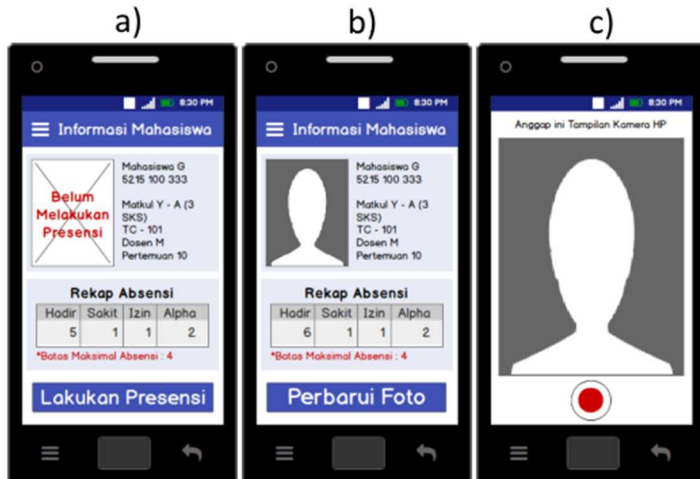 a)
b)
c)
8:30 PM
Informasi Mahasiswa
Belum
Melakukan
Presensi
Mahasiswa G
5215 100 333
Matkul Y - A (3
SKS)
TC - 101
Dosen M
Pertemuan 10
Rekap Absensi
Hadir Sakit Izin Alpha
5 1 1 2
*Batas Maksimal Absensi : 4
Lakukan Presensi
8:30 PM
Informasi Mahasiswa
Mahasiswa G
5215 100 333
Matkul Y - A (3
SKS)
TC - 101
Dosen M
Pertemuan 10
Rekap Absensi
Hadir Sakit Izin Alpha
6 1 1 2
*Batas Maksimal Absensi : 4
Perbarui Foto
8:30 PM
Anggap ini Tampilan Kamera HP